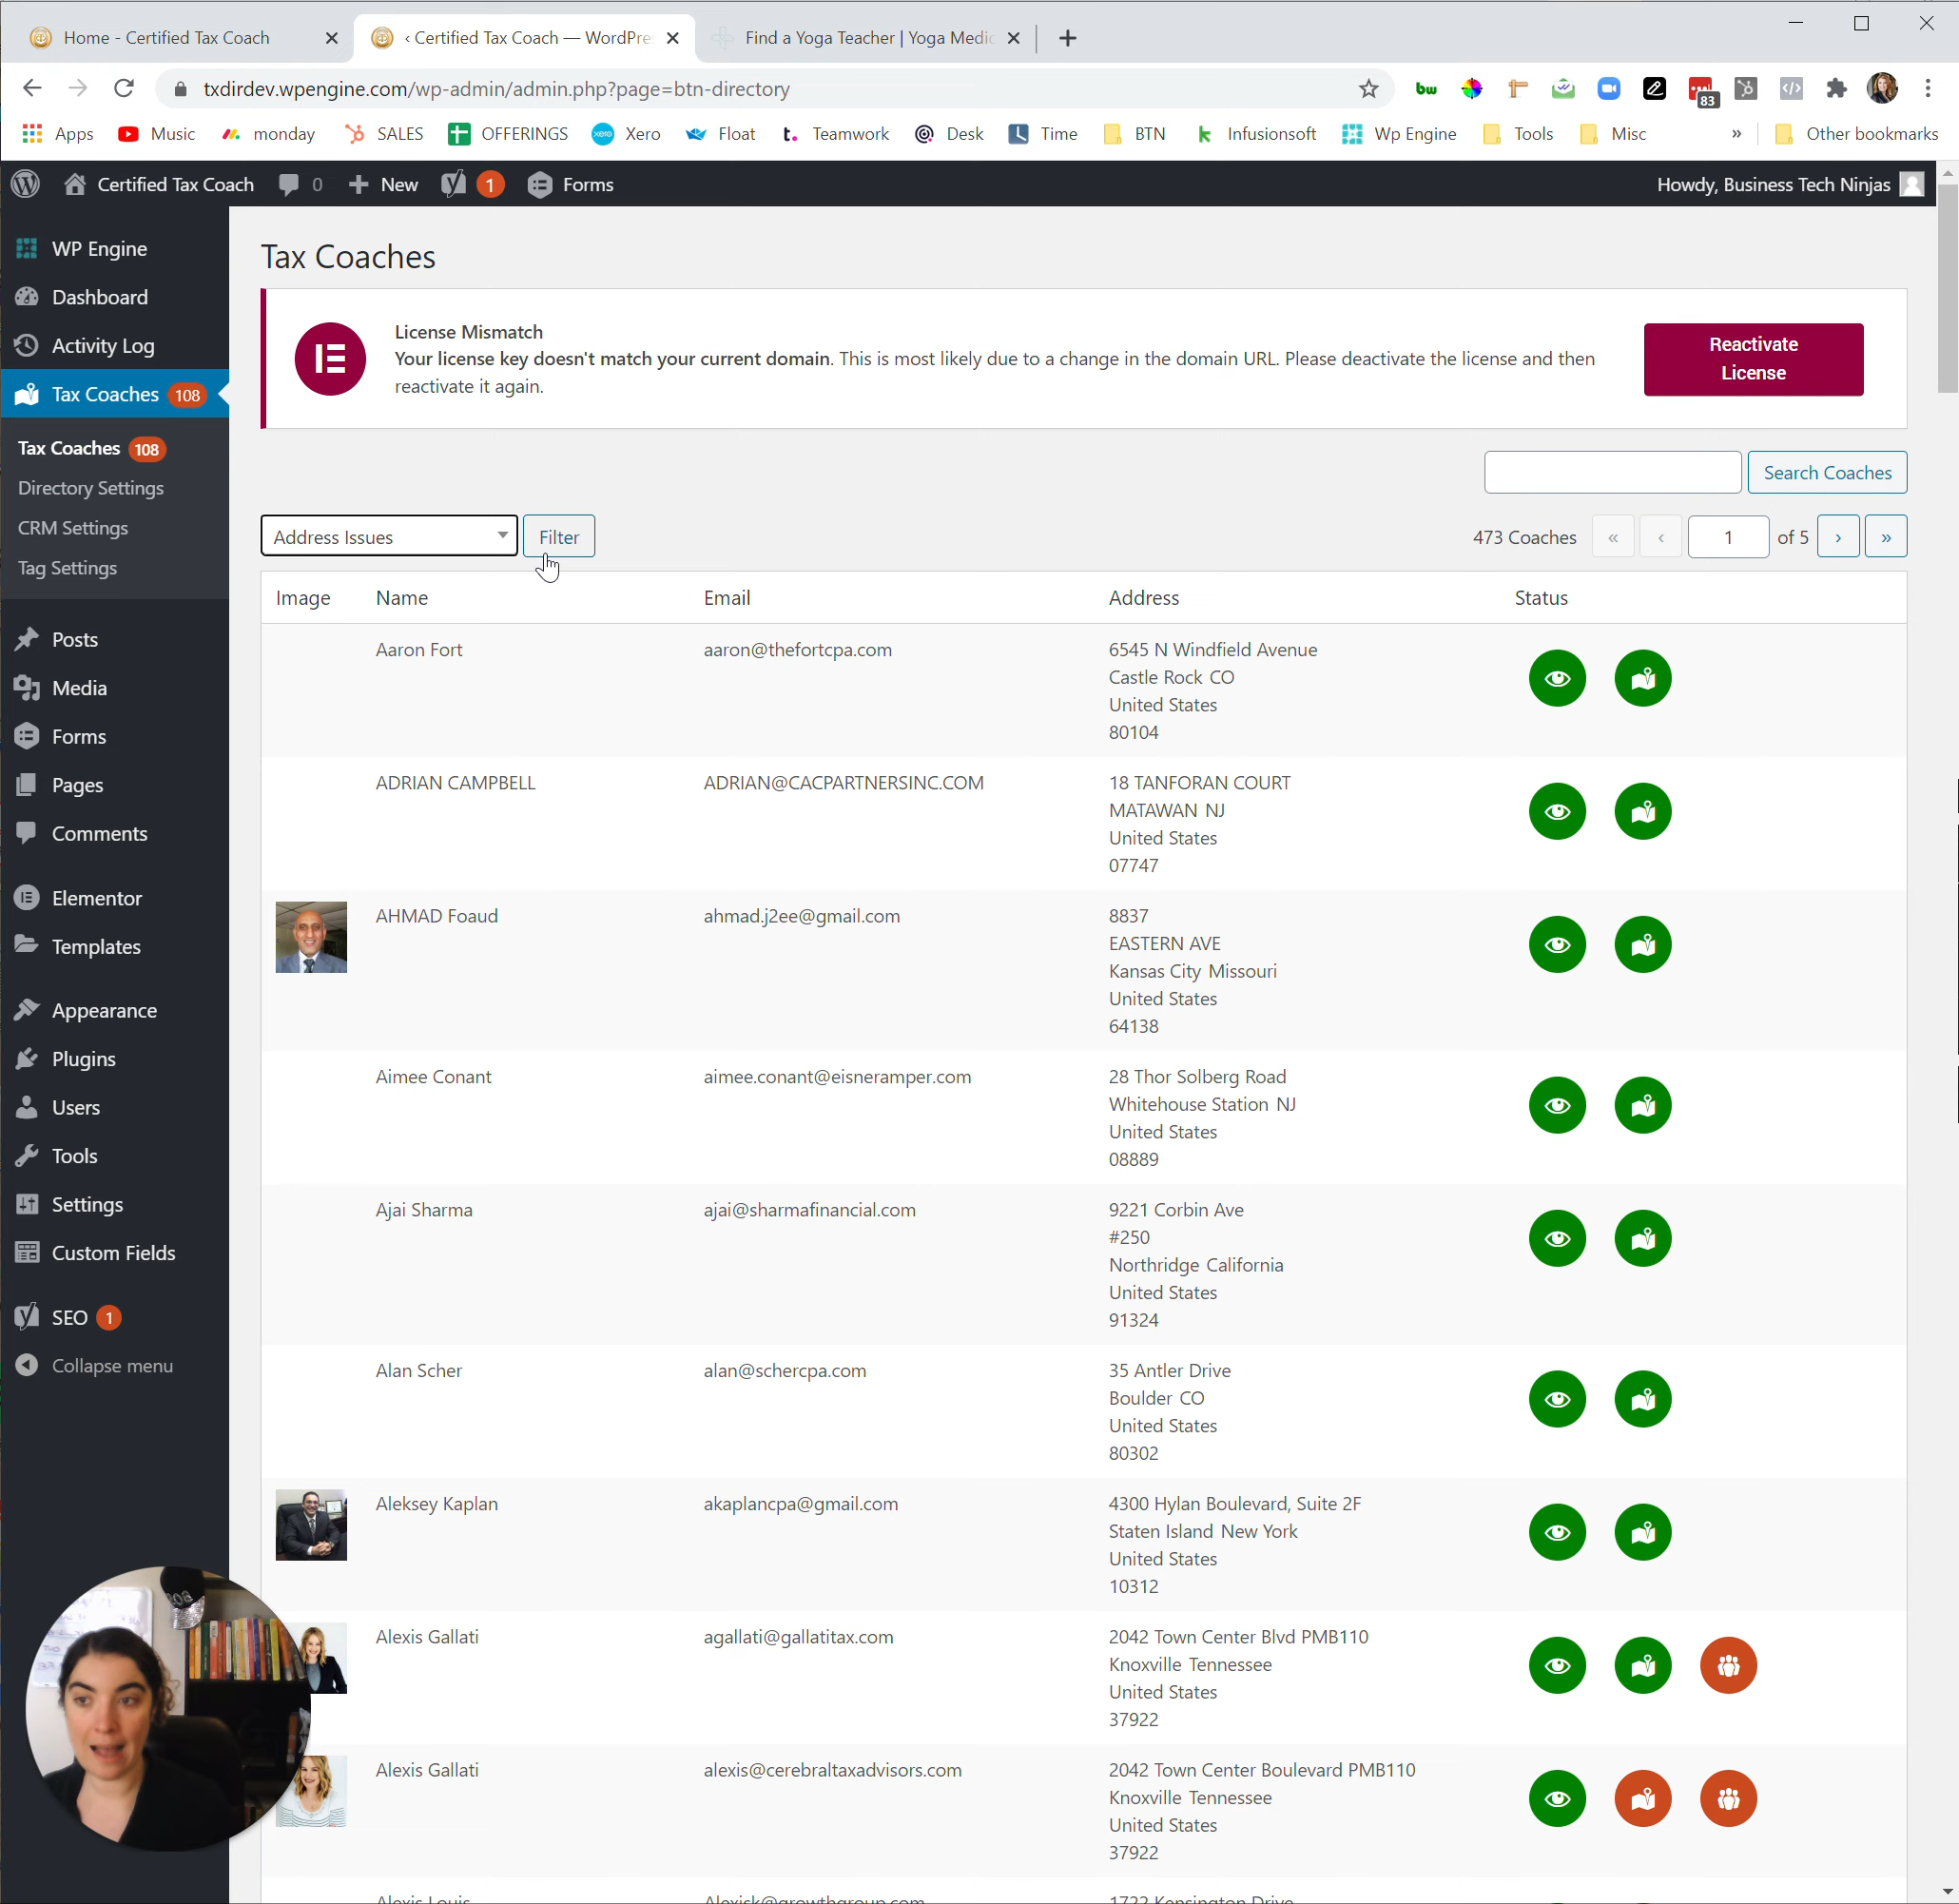 Home - Certified Tax Coach
‹ Certified Tax Coach — WordPre
Find a Yoga Teacher | Yoga Medic
txdirdev.wpengine.com/wp-admin/admin.php?page=btn-directory
bw
83
Apps
Music
monday
SALES
OFFERINGS
xero
Xero
Float
t.
Teamwork
Desk
Time
BTN
k
Infusionsoft
Wp Engine
Tools
Misc
»
Other bookmarks
Certified Tax Coach
0
New
1
Forms
Howdy, Business Tech Ninjas
WP Engine
Dashboard
Activity Log
Tax Coaches 108
Tax Coaches 108
Directory Settings
CRM Settings
Tag Settings
Posts
Media
Forms
Pages
Comments
Elementor
Templates
Appearance
Plugins
Users
Tools
Settings
Custom Fields
SEO 1
Collapse menu
Tax Coaches
License Mismatch
Your license key doesn't match your current domain. This is most likely due to a change in the domain URL. Please deactivate the license and then
reactivate it again.
Reactivate
License
Search Coaches
Address Issues
Filter
473 Coaches « ‹ 1 of 5 › »
Image Name Email Address Status
Aaron Fort aaron@thefortcpa.com 6545 N Windfield Avenue
Castle Rock CO
United States
80104
ADRIAN CAMPBELL ADRIAN@CACPARTNERSINC.COM 18 TANFORAN COURT
MATAWAN NJ
United States
07747
AHMAD Foaud ahmad.j2ee@gmail.com 8837
EASTERN AVE
Kansas City Missouri
United States
64138
Aimee Conant aimee.conant@eisneramper.com 28 Thor Solberg Road
Whitehouse Station NJ
United States
08889
Ajai Sharma ajai@sharmafinancial.com 9221 Corbin Ave
#250
Northridge California
United States
91324
Alan Scher alan@schercpa.com 35 Antler Drive
Boulder CO
United States
80302
Aleksey Kaplan akaplancpa@gmail.com 4300 Hylan Boulevard, Suite 2F
Staten Island New York
United States
10312
Alexis Gallati agallati@gallatitax.com 2042 Town Center Blvd PMB110
Knoxville Tennessee
United States
37922
Alexis Gallati alexis@cerebraltaxadvisors.com 2042 Town Center Boulevard PMB110
Knoxville Tennessee
United States
37922
Alexis Louis Alexisk@growthgroup.com 1722 Kensington Drive